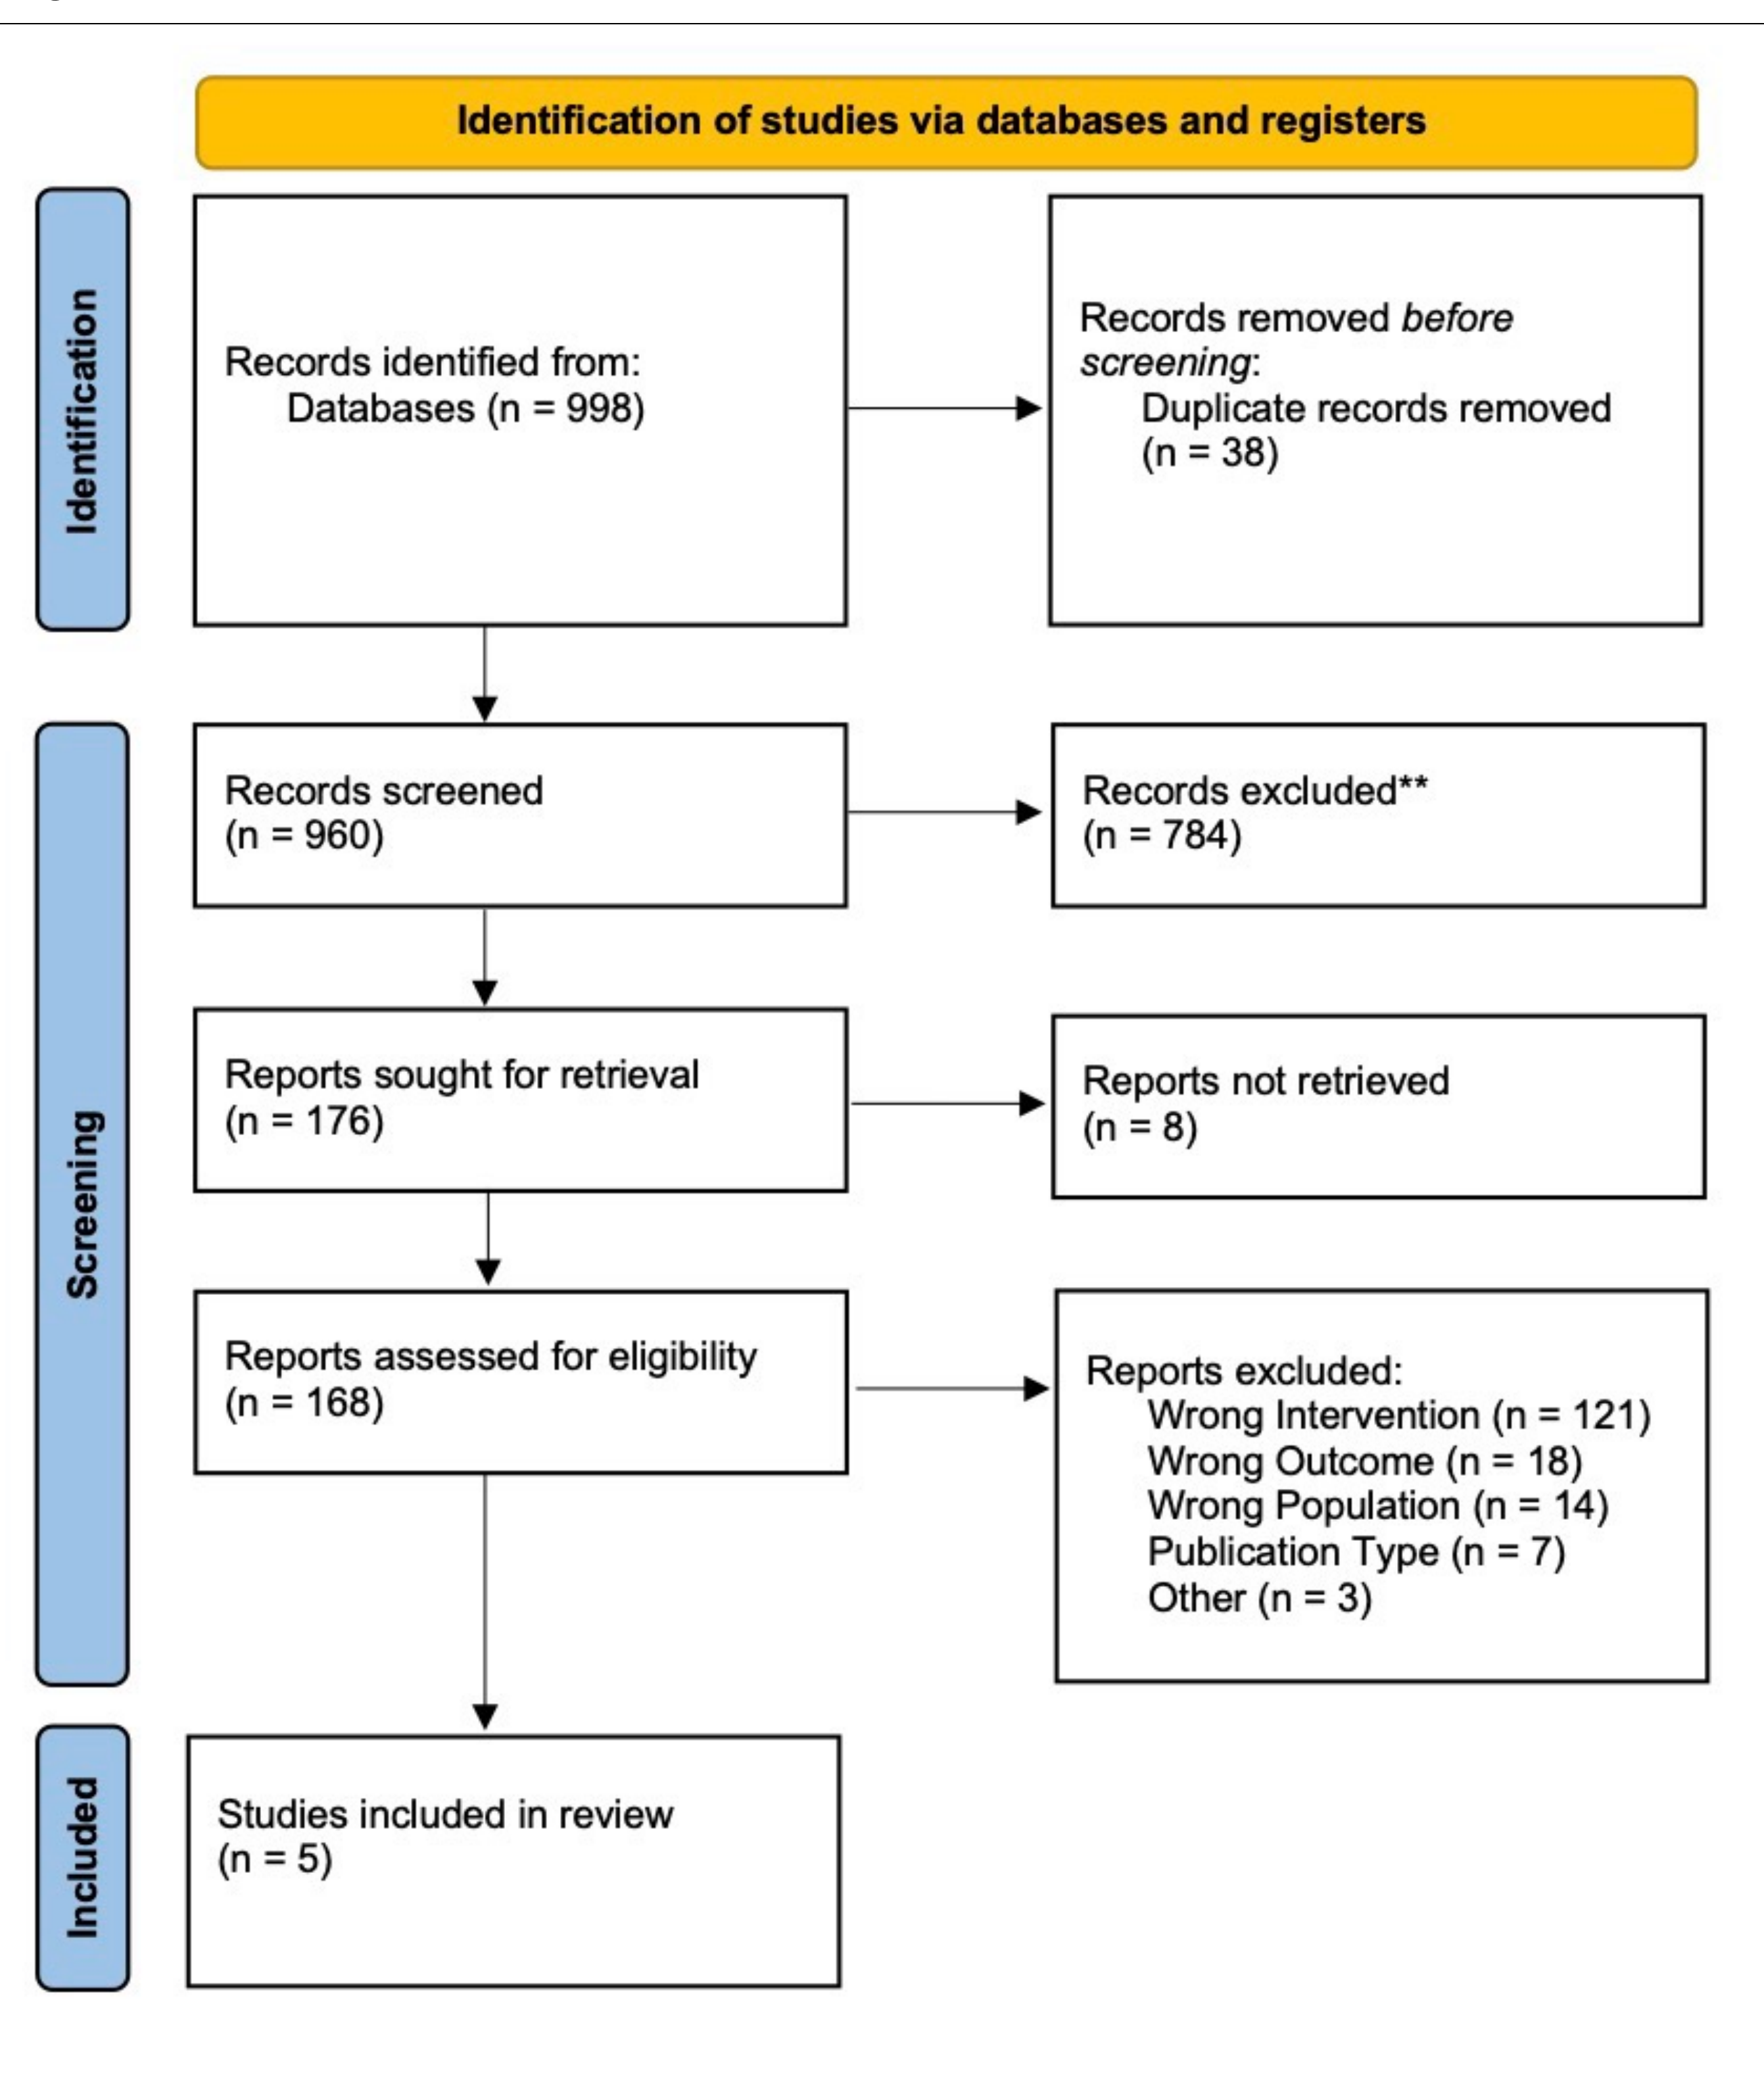 Identification of studies via databases and registers
Identification
Records identified from:
Databases (n = 998)
Records removed before
screening:
Duplicate records removed
(n = 38)
Screening
Records screened
(n = 960)
Records excluded**
(n = 784)
Reports sought for retrieval
(n = 176)
Reports not retrieved
(n = 8)
Reports assessed for eligibility
(n = 168)
Reports excluded:
Wrong Intervention (n = 121)
Wrong Outcome (n = 18)
Wrong Population (n = 14)
Publication Type (n = 7)
Other (n = 3)
Included
Studies included in review
(n = 5)